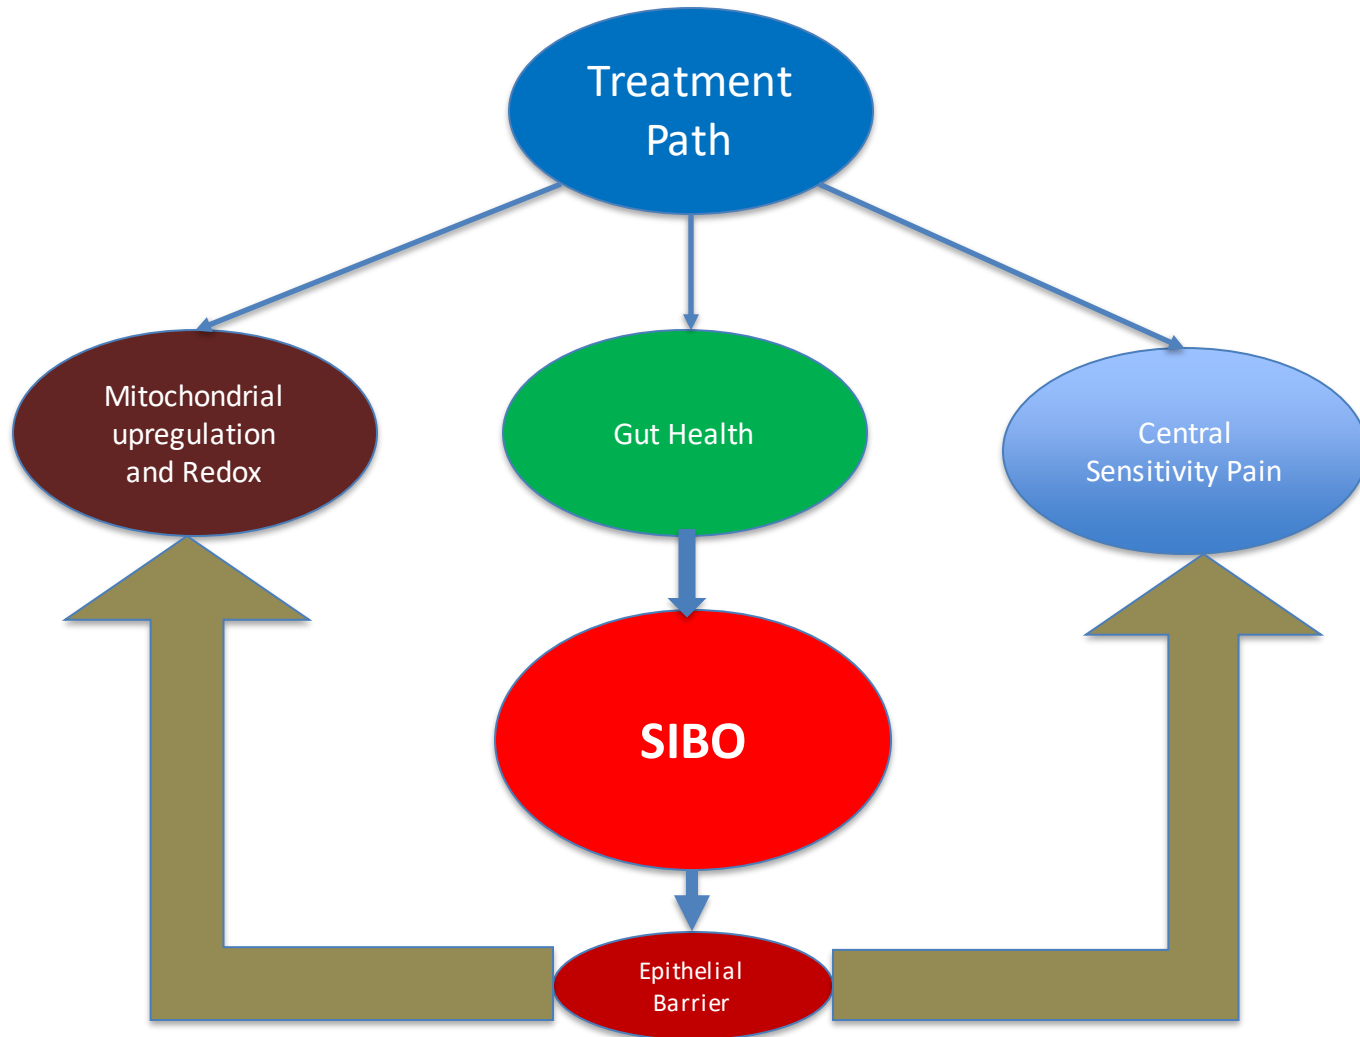 Treatment
Path
Mitochondrial
upregulation
and Redox
Gut Health
Central
Sensitivity Pain
SIBO
Epithelial
Barrier